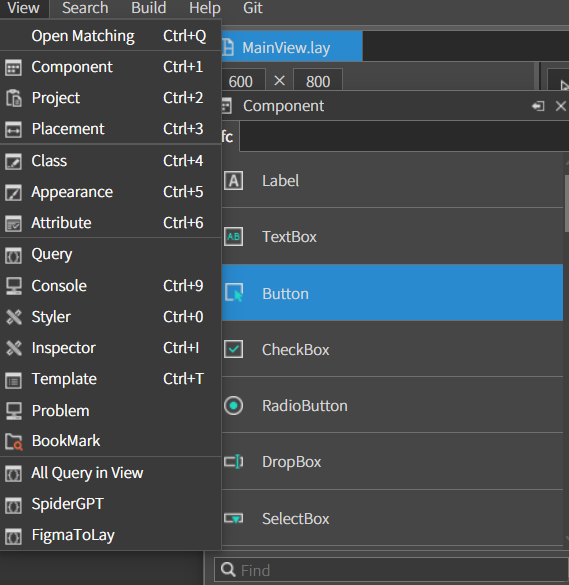 View Search Build Help Git
Open Matching Ctrl+Q
Component Ctrl+1
Project Ctrl+2
Placement Ctrl+3
Class Ctrl+4
Appearance Ctrl+5
Attribute Ctrl+6
Query
Console Ctrl+9
Styler Ctrl+0
Inspector Ctrl+I
Template Ctrl+T
Problem
BookMark
All Query in View
SpiderGPT
FigmaToLay
MainView.lay
600 × 800
Component
fc
A Label
AB TextBox
Button
CheckBox
RadioButton
DropBox
SelectBox
Find